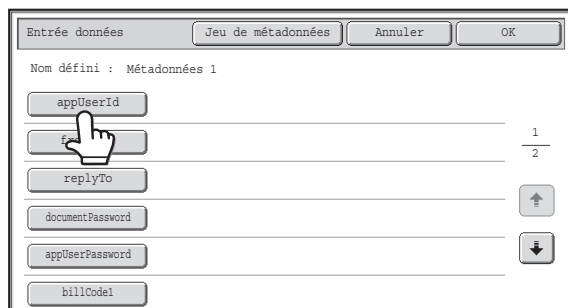 Entrée données Jeu de métadonnées Annuler OK
Nom défini : Métadonnées 1
appUserId
1
2
replyTo
documentPassword
appUserPassword
billCode1